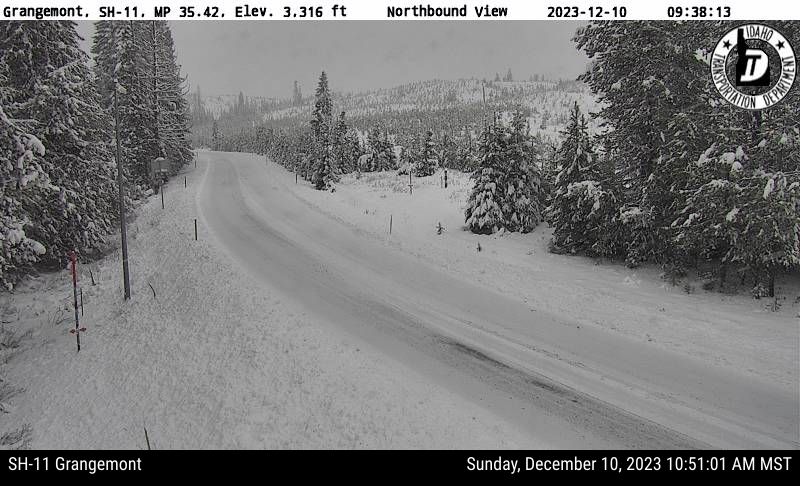 Grangemont, SH-11, MP 35.42, Elev. 3,316 ft Northbound View 2023-12-10 09:38:13
IDAHO
TRANSPORTATION DEPARTMENT
SH-11 Grangemont Sunday, December 10, 2023 10:51:01 AM MST